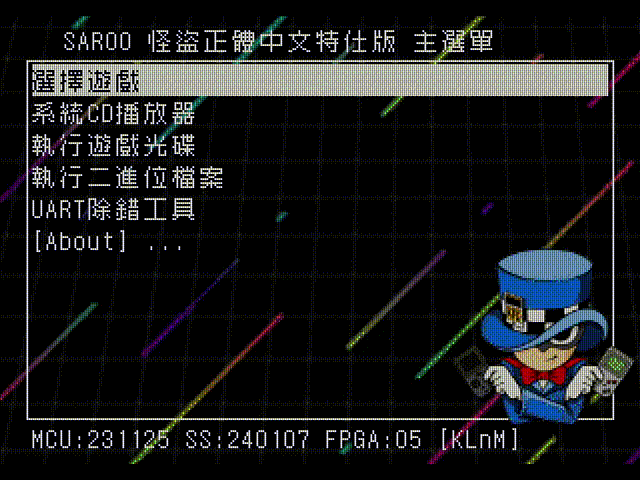 SAROO 怪盜正體中文特仕版 主選單
選擇遊戲
系統CD播放器
執行遊戲光碟
執行二進位檔案
UART除錯工具
[About] ...
MCU:231125 SS:240107 FPGA:05 [KLnM]